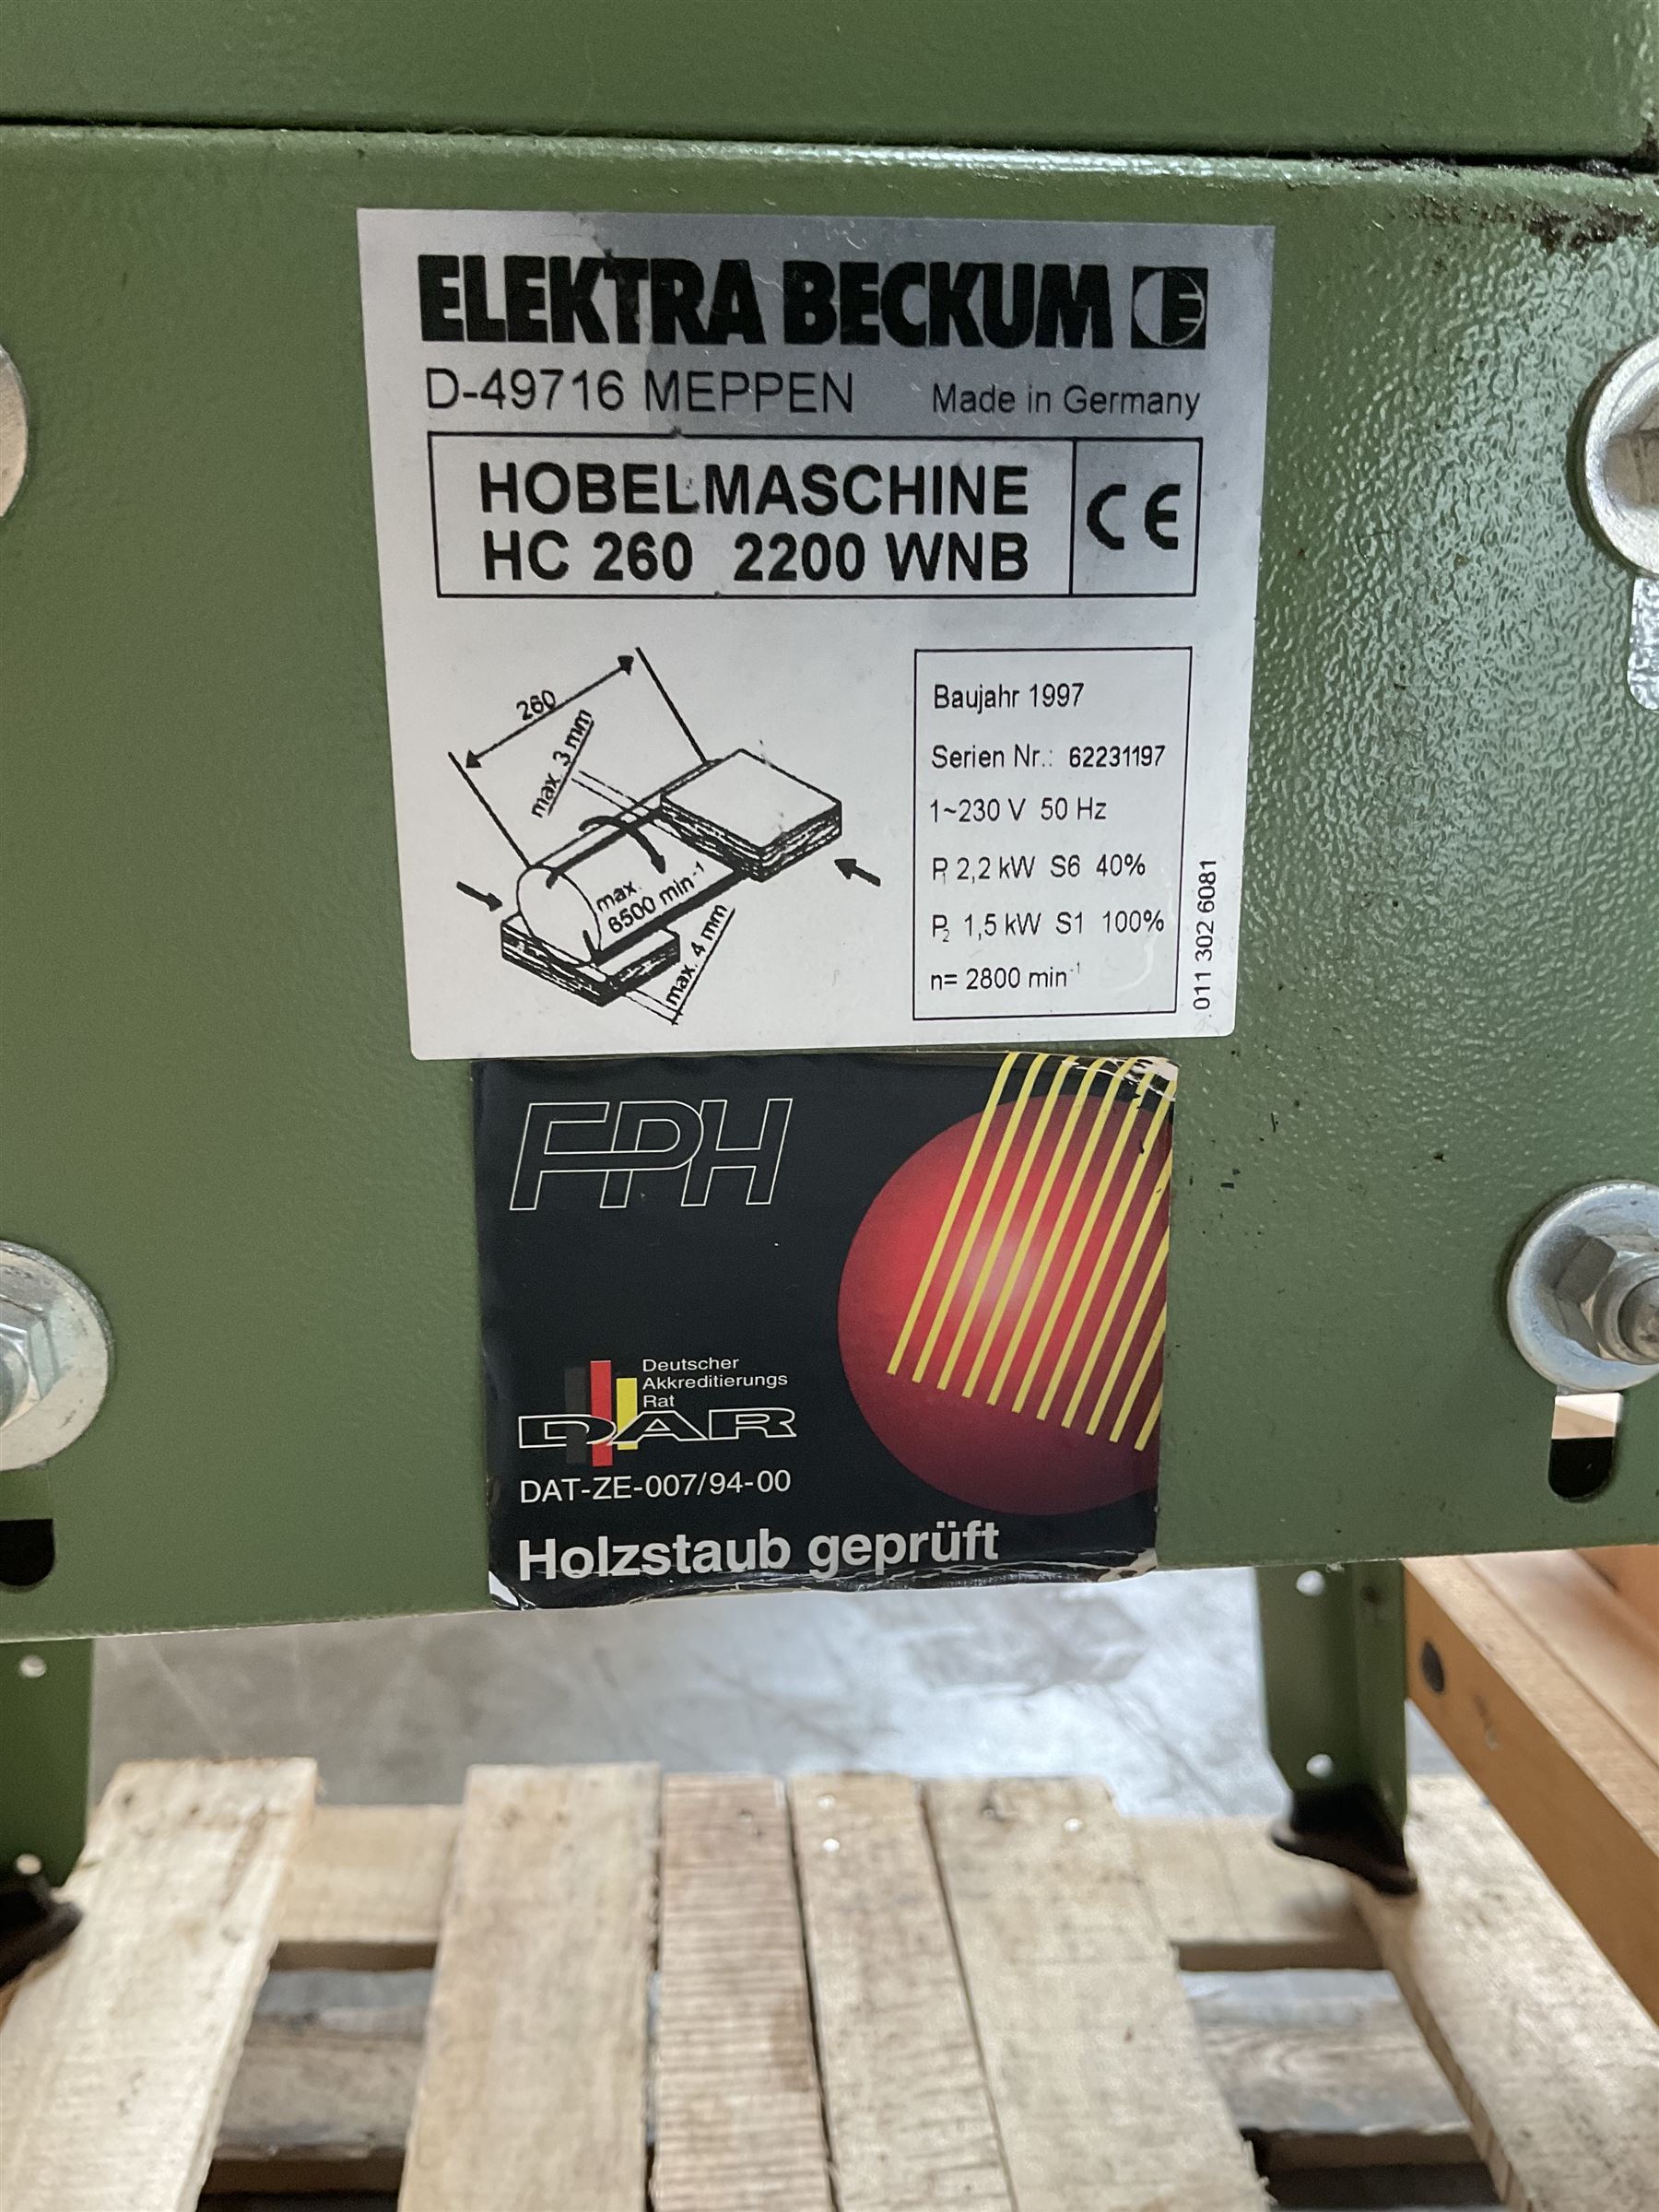 ELEKTRA BECKUM E
D-49716 MEPPEN Made in Germany
HOBELMASCHINE
HC 260 2200 WNB
CE
260
max. 3 mm
max.
6500 min⁻¹
max. 4 mm
Baujahr 1997
Serien Nr.: 62231197
1~230 V 50 Hz
P₁ 2,2 kW S6 40%
P₂ 1,5 kW S1 100%
n= 2800 min⁻¹
011 302 6081
FPH
Deutscher
Akkreditierungs
Rat
DAR
DAT-ZE-007/94-00
Holzstaub geprüft